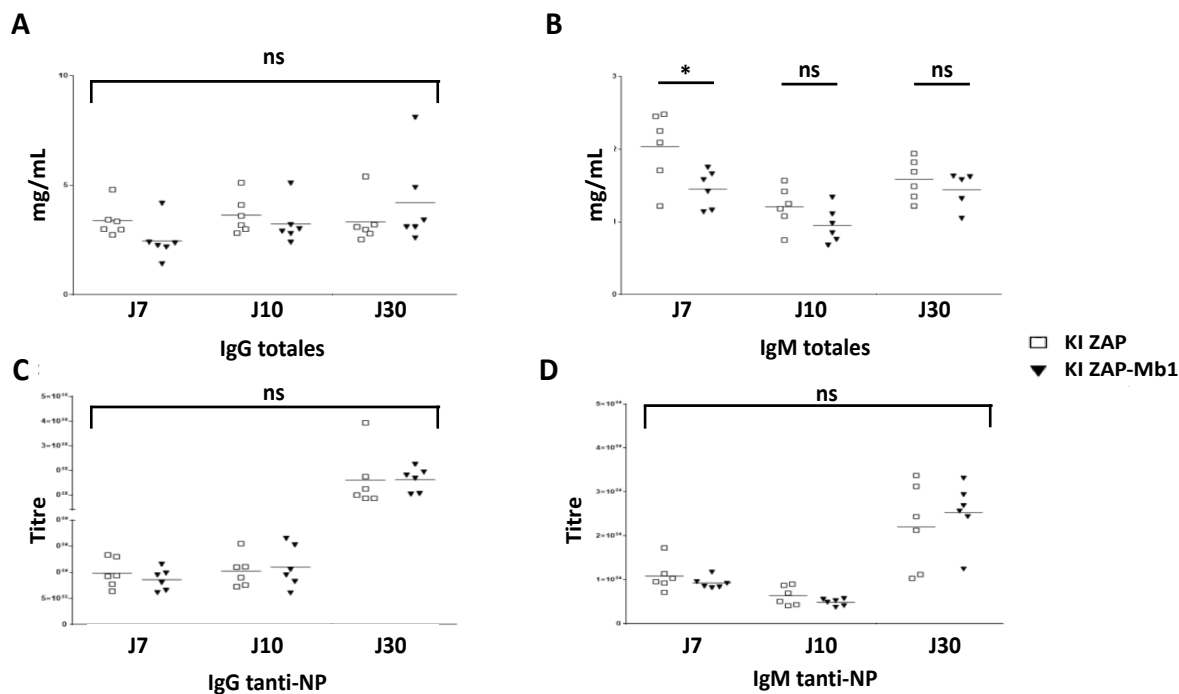 A
ns
10
5
0
mg/mL
J7 J10 J30
IgG totales
B
* ns ns
3
2
1
0
mg/mL
J7 J10 J30
IgM totales
KI ZAP
KI ZAP-Mb1
C
ns
Titre
0
J7 J10 J30
IgG tanti-NP
D
ns
Titre
0
J7 J10 J30
IgM tanti-NP